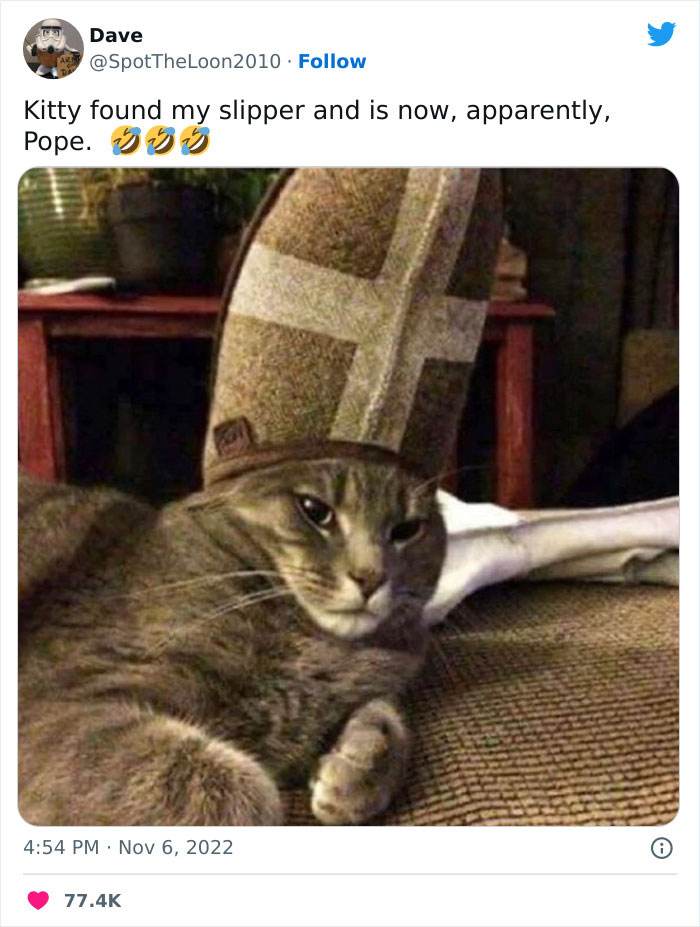 Dave
@SpotTheLoon2010 · Follow
Kitty found my slipper and is now, apparently,
Pope. 🤣🤣🤣
4:54 PM · Nov 6, 2022
77.4K